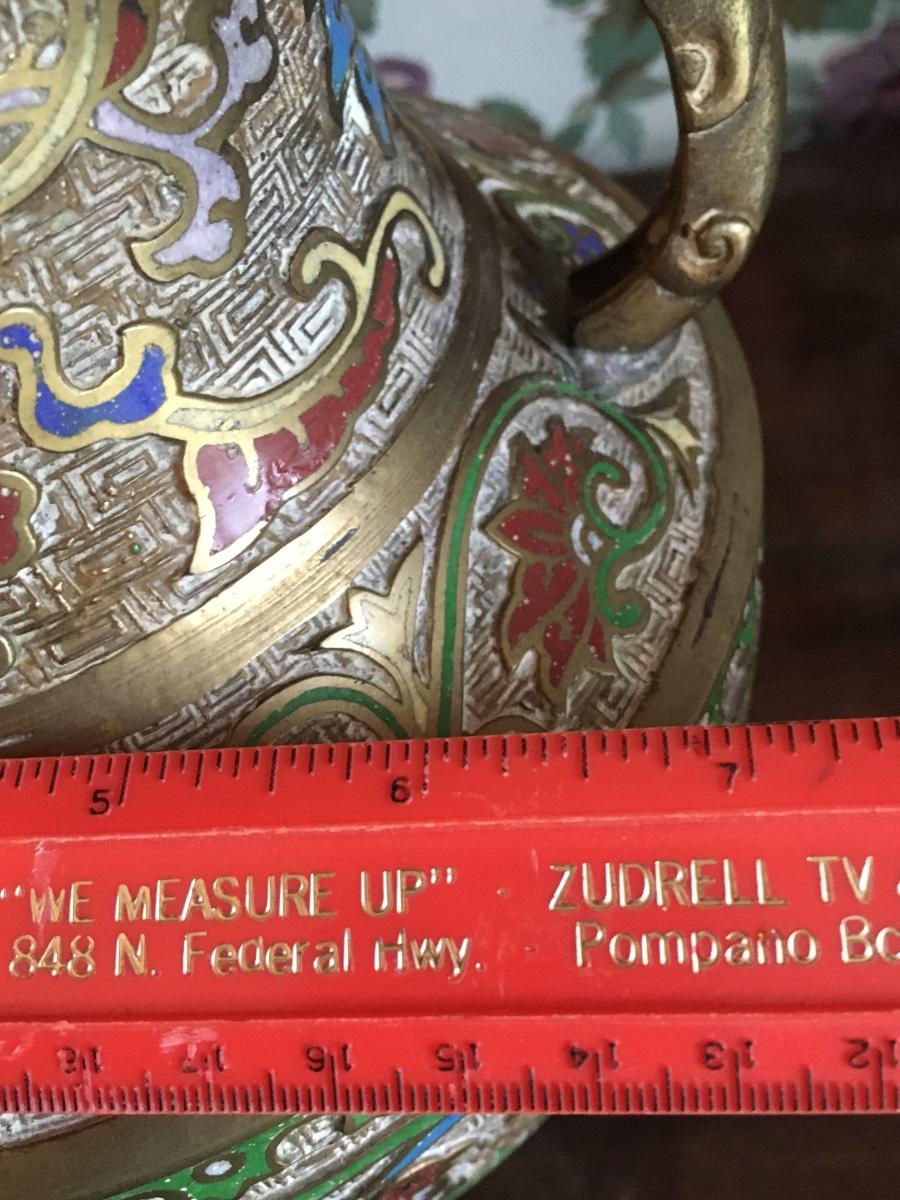 5 6 7
"WE MEASURE UP" · ZUDRELL TV
848 N. Federal Hwy. · Pompano Bc
18 17 16 15 14 13 12